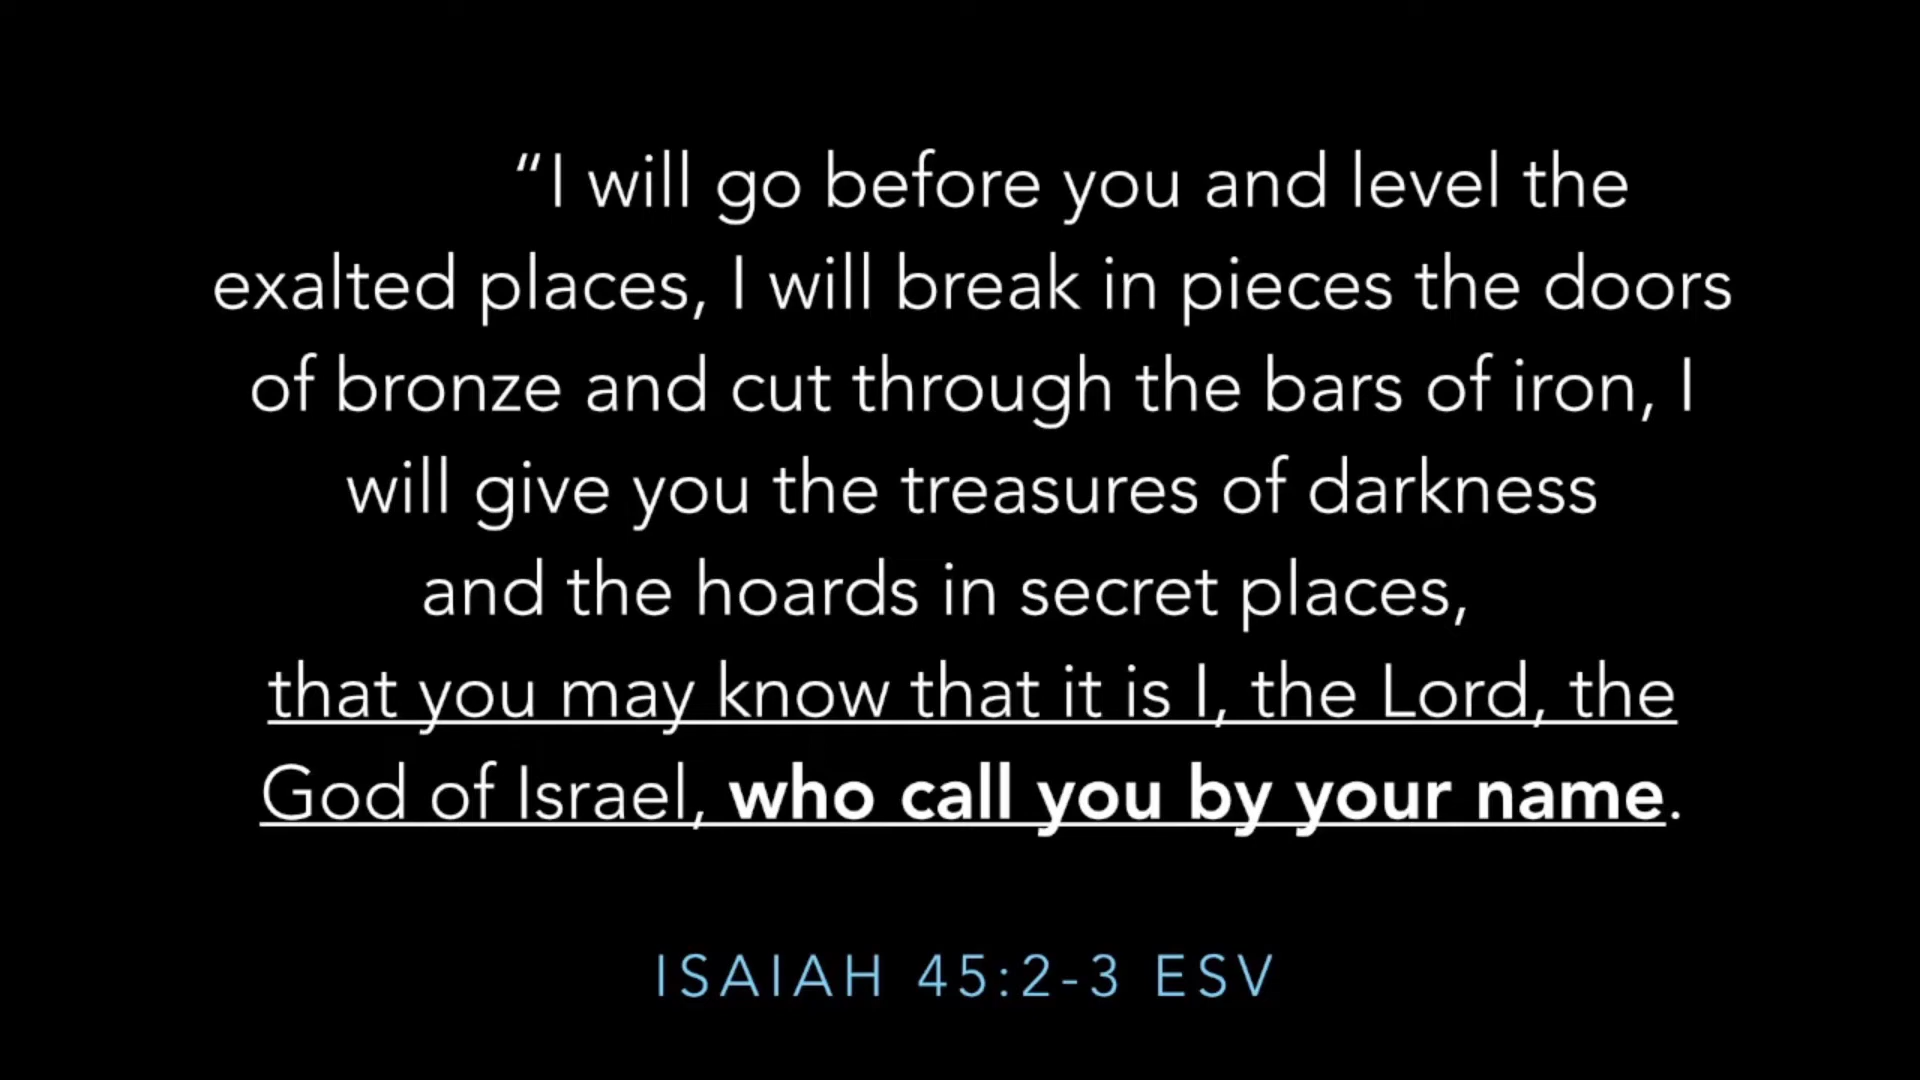 “I will go before you and level the
exalted places, I will break in pieces the doors
of bronze and cut through the bars of iron, I
will give you the treasures of darkness
and the hoards in secret places,
that you may know that it is I, the Lord, the
God of Israel, who call you by your name.
ISAIAH 45:2-3 ESV